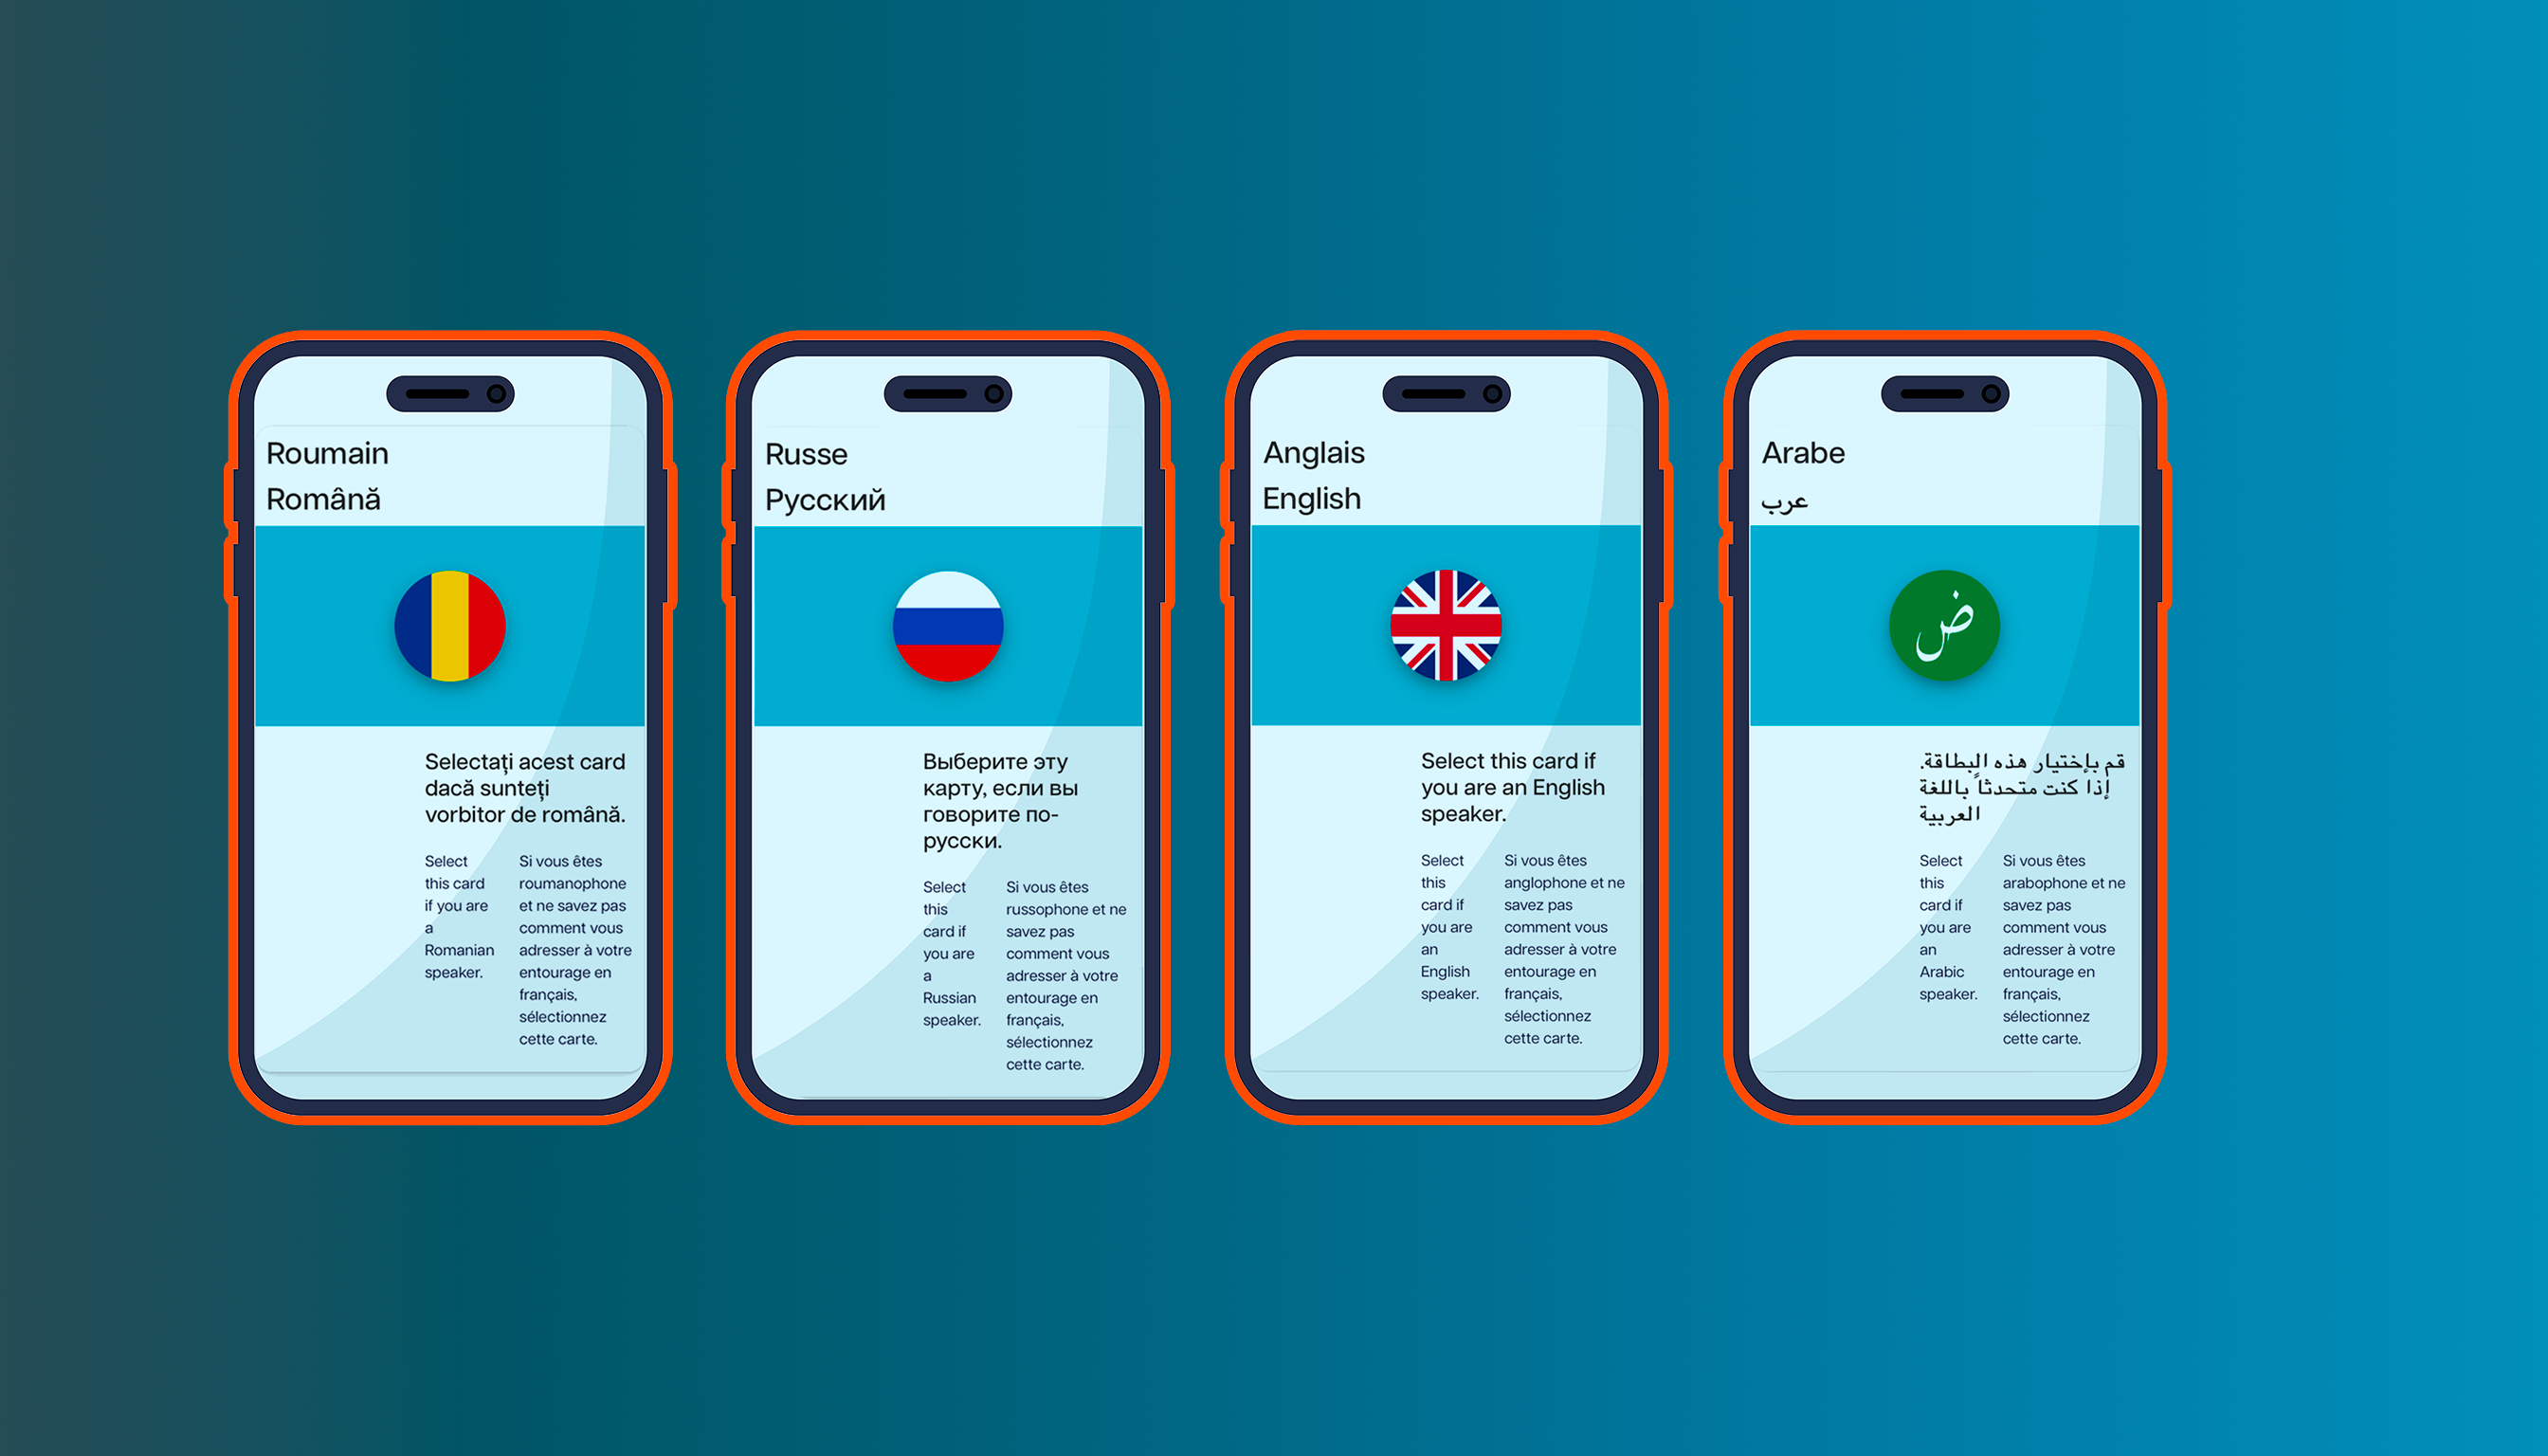 Roumain
Română
Selectați acest card
dacă sunteți
vorbitor de română.
Select
this card
if you are
a
Romanian
speaker.
Si vous êtes
roumanophone
et ne savez pas
comment vous
adresser à votre
entourage en
français,
sélectionnez
cette carte.
Russe
Русский
Выберите эту
карту, если вы
говорите по-
русски.
Select
this
card if
you are
a
Russian
speaker.
Si vous êtes
russophone et ne
savez pas
comment vous
adresser à votre
entourage en
français,
sélectionnez
cette carte.
Anglais
English
Select this card if
you are an English
speaker.
Select
this
card if
you are
an
English
speaker.
Si vous êtes
anglophone et ne
savez pas
comment vous
adresser à votre
entourage en
français,
sélectionnez
cette carte.
Arabe
عرب
ض
قم بإختيار هذه البطاقة.
إذا كنت متحدثاً باللغة
العربية
Select
this
card if
you are
an
Arabic
speaker.
Si vous êtes
arabophone et ne
savez pas
comment vous
adresser à votre
entourage en
français,
sélectionnez
cette carte.